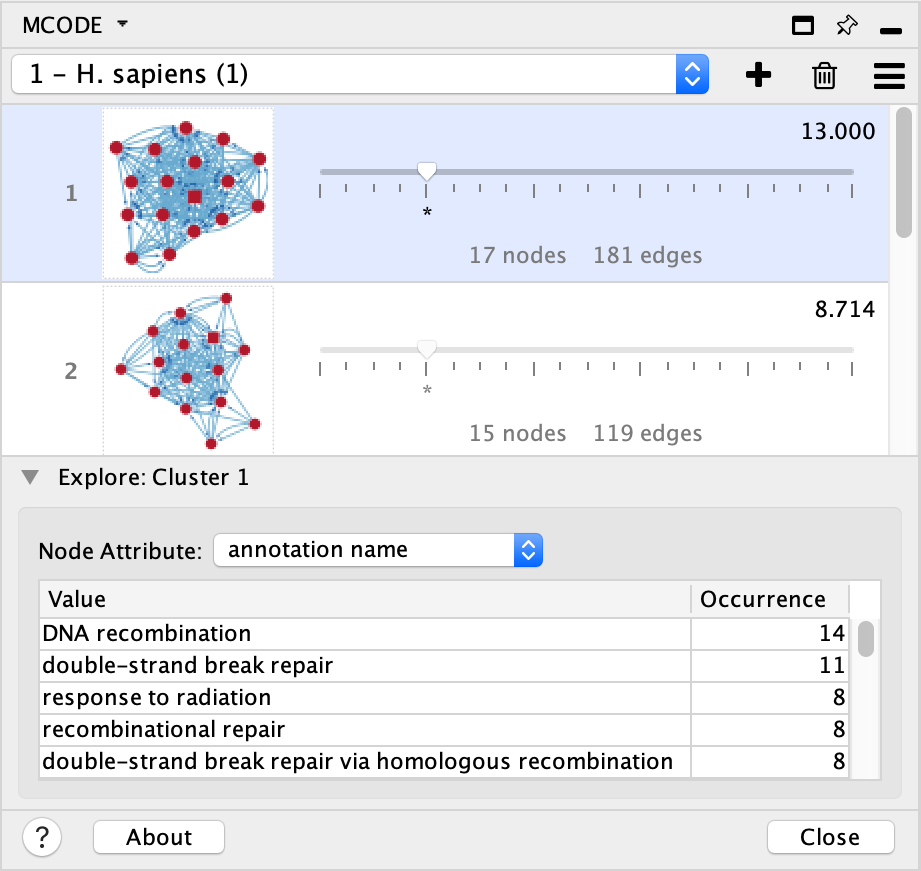 MCODE
1 – H. sapiens (1)
13.000
1
*
17 nodes 181 edges
8.714
2
*
15 nodes 119 edges
Explore: Cluster 1
Node Attribute: annotation name
Value Occurrence
DNA recombination 14
double-strand break repair 11
response to radiation 8
recombinational repair 8
double-strand break repair via homologous recombination 8
? About Close